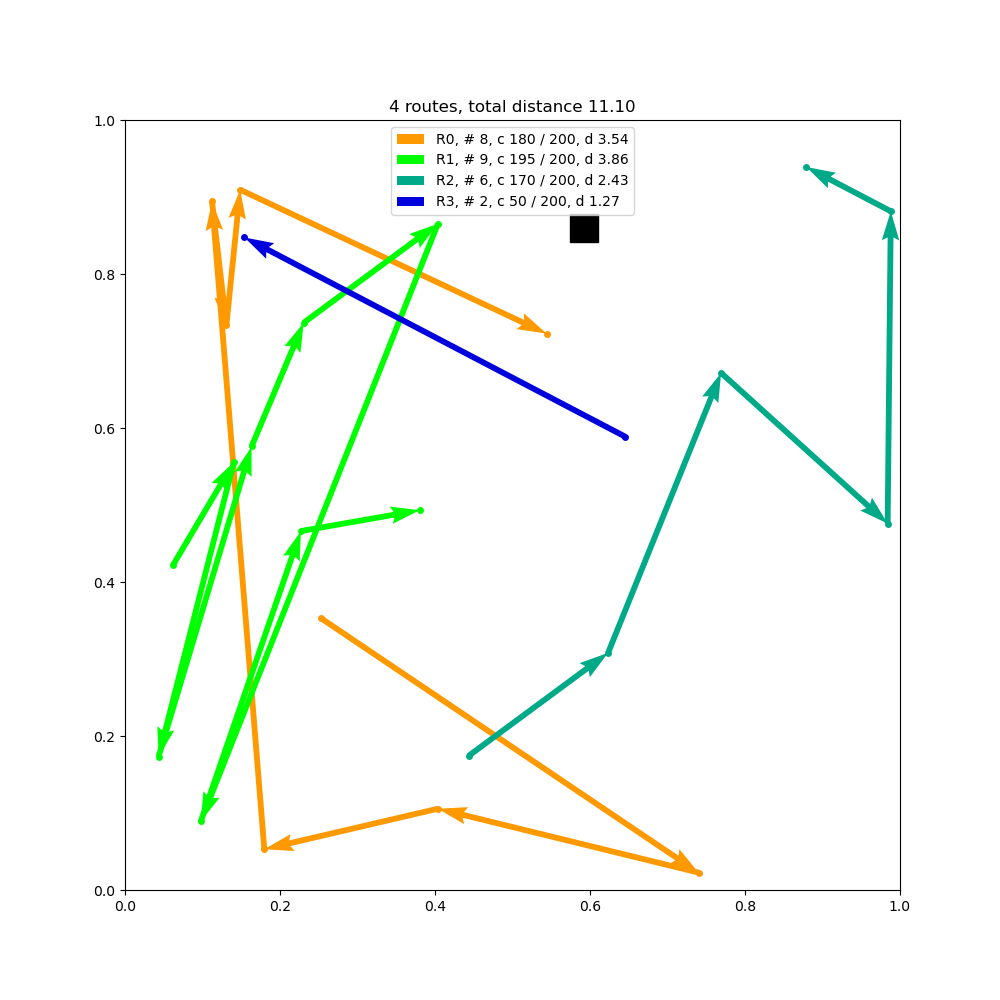 4 routes, total distance 11.10
R0, # 8, c 180 / 200, d 3.54
R1, # 9, c 195 / 200, d 3.86
R2, # 6, c 170 / 200, d 2.43
R3, # 2, c 50 / 200, d 1.27
1.0
0.8
0.6
0.4
0.2
0.0
0.0 0.2 0.4 0.6 0.8 1.0